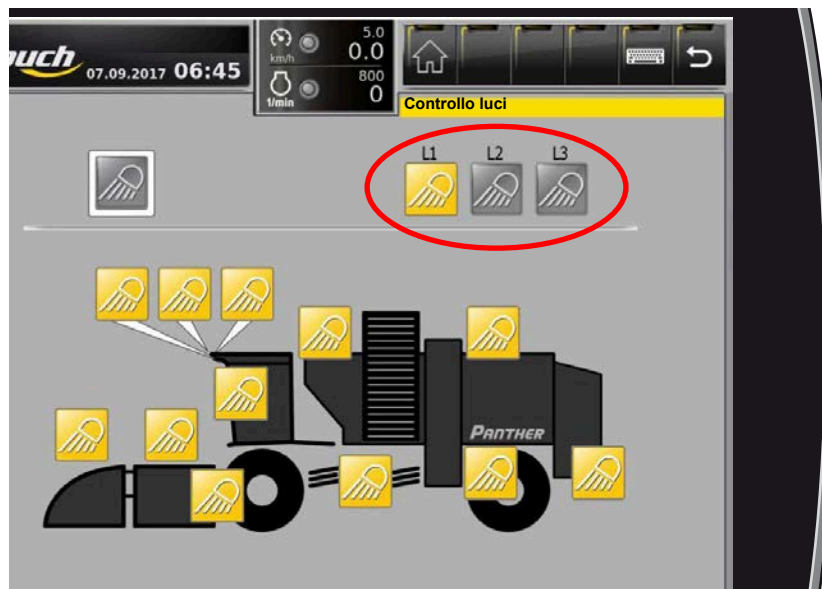 ouch
07.09.2017 06:45
km/h
5.0
0.0
1/min
800
0
Controllo luci
L1 L2 L3
PANTHER